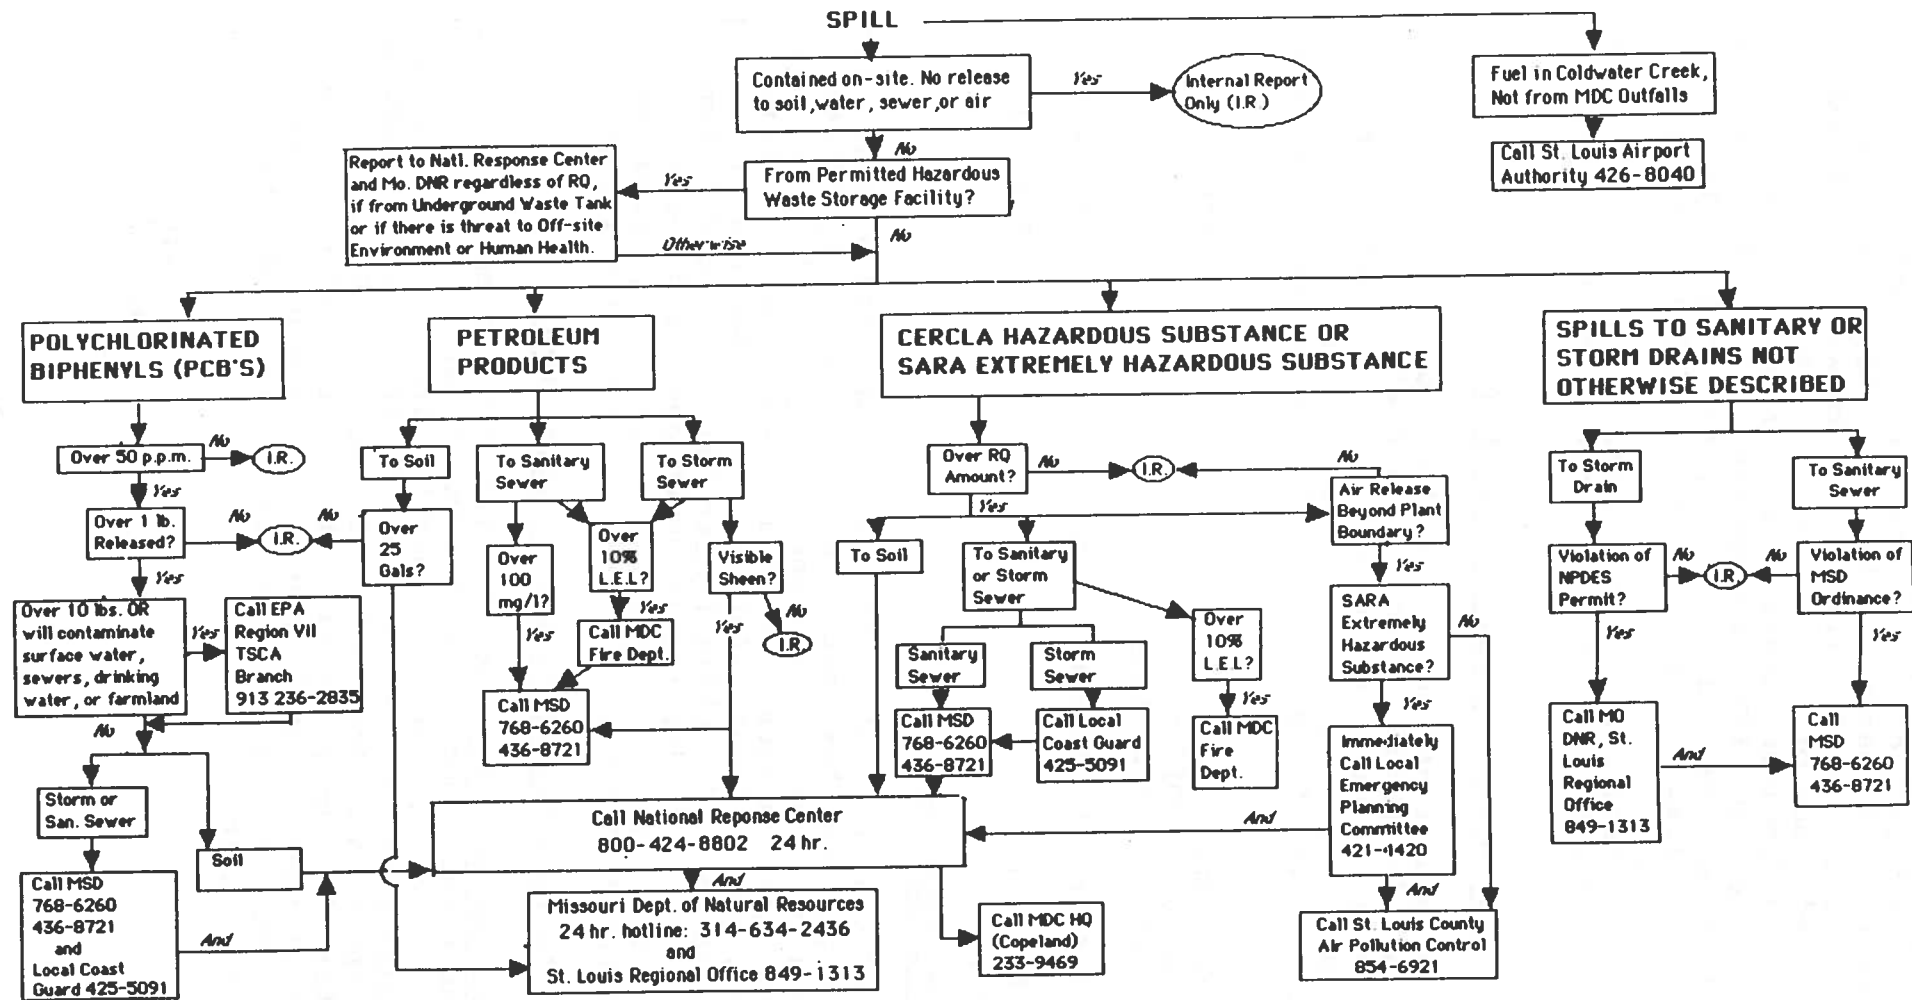 SPILL
Contained on-site. No release
to soil, water, sewer, or air
Yes
Internal Report
Only (I.R.)
Fuel in Coldwater Creek,
Not from MDC Outfalls
No
Call St. Louis Airport
Authority 426-8040
Report to Natl. Response Center
and Mo. DNR regardless of RQ,
if from Underground Waste Tank
or if there is threat to Off-site
Environment or Human Health.
Yes
From Permitted Hazardous
Waste Storage Facility?
Otherwise
No
POLYCHLORINATED
BIPHENYLS (PCB'S)
PETROLEUM
PRODUCTS
CERCLA HAZARDOUS SUBSTANCE OR
SARA EXTREMELY HAZARDOUS SUBSTANCE
SPILLS TO SANITARY OR
STORM DRAINS NOT
OTHERWISE DESCRIBED
Over 50 p.p.m.
No
I.R.
Yes
Over 1 lb.
Released?
No
I.R.
No
Yes
Over 10 lbs. OR
will contaminate
surface water,
sewers, drinking
water, or farmland
Yes
Call EPA
Region VII
TSCA
Branch
913 236-2835
No
Storm or
San. Sewer
Soil
Call MSD
768-6260
436-8721
and
Local Coast
Guard 425-5091
And
To Soil
Over
25
Gals?
To Sanitary
Sewer
To Storm
Sewer
Over
100
mg/l?
Yes
Over
10%
L.E.L?
Yes
Call MDC
Fire Dept.
Visible
Sheen?
Yes
No
I.R
Call MSD
768-6260
436-8721
Over RQ
Amount?
No
I.R.
No
Yes
Air Release
Beyond Plant
Boundary?
Yes
To Soil
To Sanitary
or Storm
Sewer
Sanitary
Sewer
Storm
Sewer
Over
10%
L.E.L?
Yes
Call MDC
Fire
Dept.
Call MSD
768-6260
436-8721
Call Local
Coast Guard
425-5091
SARA
Extremely
Hazardous
Substance?
No
Yes
Immediately
Call Local
Emergency
Planning
Committee
421-1420
And
And
Call St. Louis County
Air Pollution Control
854-6921
Call National Reponse Center
800-424-8802 24 hr.
And
Missouri Dept. of Natural Resources
24 hr. hotline: 314-634-2436
and
St. Louis Regional Office 849-1313
Call MDC HQ
(Copeland)
233-9469
To Storm
Drain
To Sanitary
Sewer
Violation of
NPDES
Permit?
No
I.R,
No
Violation of
MSD
Ordinance?
Yes
Yes
Call MO
DNR, St.
Louis
Regional
Office
849-1313
And
Call
MSD
768-6260
436-8721